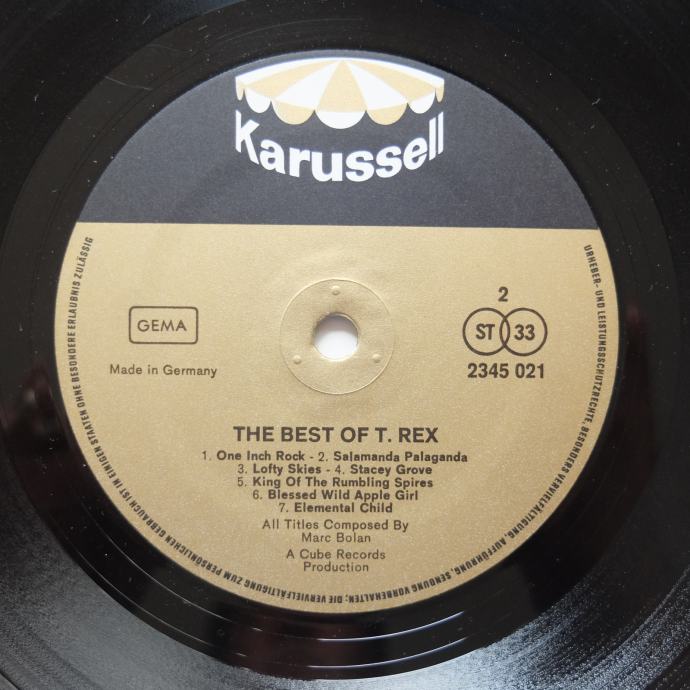 Karussell
GEMA
Made in Germany
2
ST 33
2345 021
THE BEST OF T. REX
1. One Inch Rock - 2. Salamanda Palaganda
3. Lofty Skies - 4. Stacey Grove
5. King Of The Rumbling Spires
6. Blessed Wild Apple Girl
7. Elemental Child
All Titles Composed By
Marc Bolan
A Cube Records
Production
URHEBER- UND LEISTUNGSSCHUTZRECHTE, BESONDERS VERVIELFÄLTIGUNG, AUFFÜHRUNG, SENDUNG VORBEHALTEN; DIE VERVIELFÄLTIGUNG ZUM PERSÖNLICHEN GEBRAUCH IST IN EINIGEN STAATEN OHNE BESONDERE ERLAUBNIS ZULÄSSIG